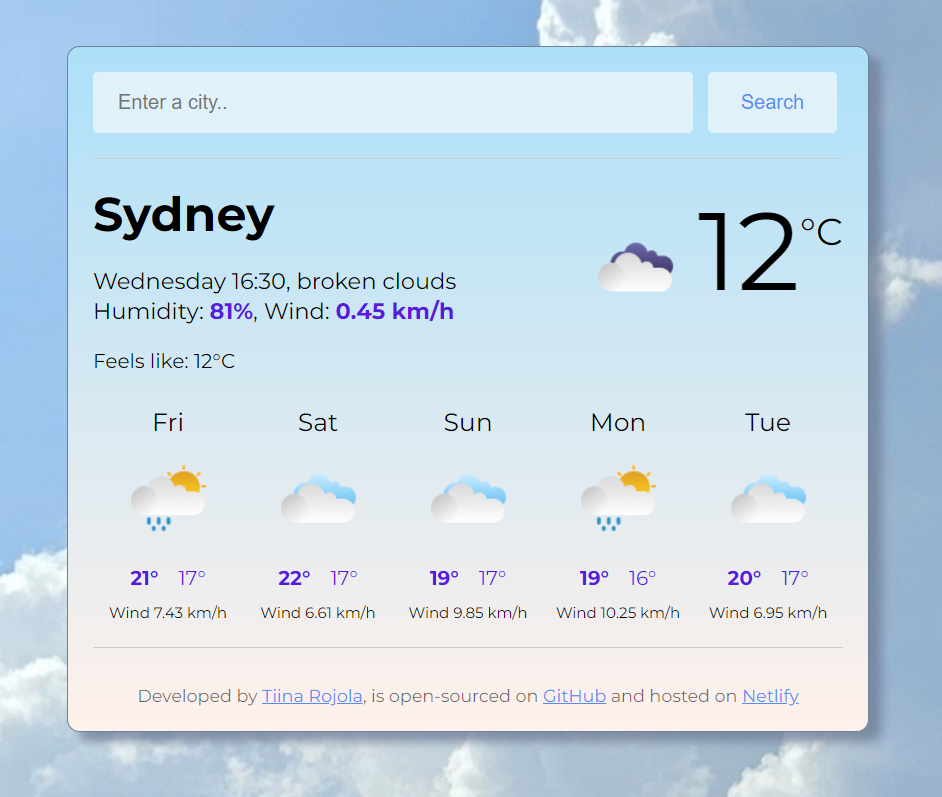 Enter a city..
Search
Sydney
12°C
Wednesday 16:30, broken clouds
Humidity: 81%, Wind: 0.45 km/h
Feels like: 12°C
Fri Sat Sun Mon Tue
21° 17° 22° 17° 19° 17° 19° 16° 20° 17°
Wind 7.43 km/h Wind 6.61 km/h Wind 9.85 km/h Wind 10.25 km/h Wind 6.95 km/h
Developed by Tiina Rojola, is open-sourced on GitHub and hosted on Netlify